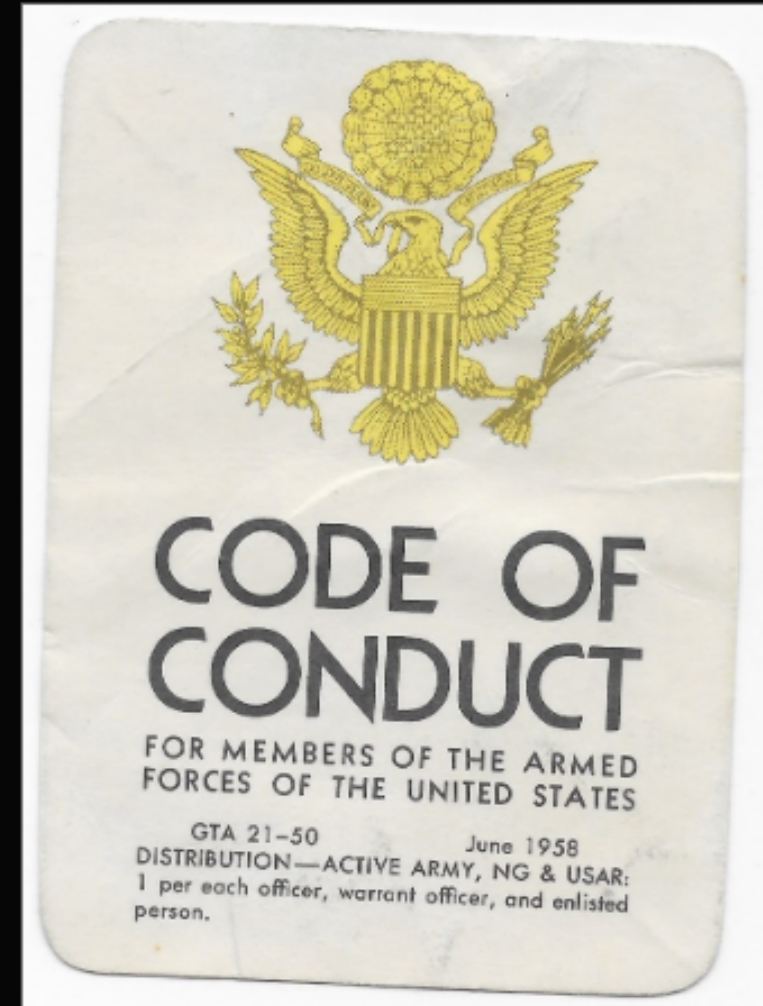 CODE OF
CONDUCT
FOR MEMBERS OF THE ARMED
FORCES OF THE UNITED STATES
GTA 21-50 June 1958
DISTRIBUTION—ACTIVE ARMY, NG & USAR:
1 per each officer, warrant officer, and enlisted
person.